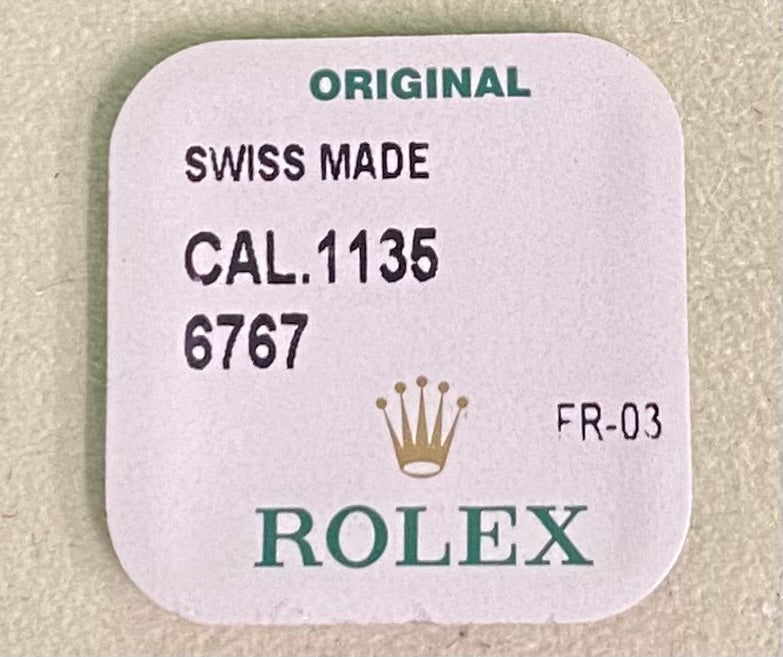 ORIGINAL
SWISS MADE
CAL.1135
6767
FR-03
ROLEX